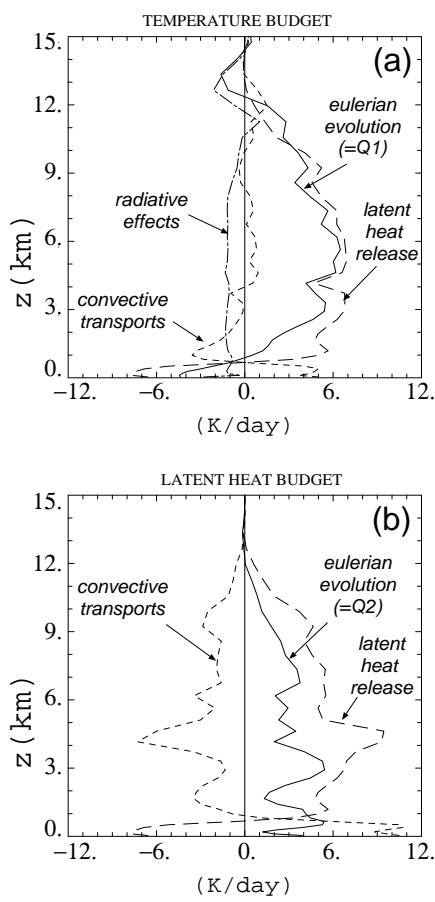 TEMPERATURE BUDGET
15.
(a)
12.
eulerian
evolution
(=Q1)
9.
radiative
effects
latent
heat
release
6.
z (km)
convective
transports
3.
0.
−12. −6. 0. 6. 12.
(K/day)
LATENT HEAT BUDGET
15.
(b)
12.
convective
transports
eulerian
evolution
(=Q2)
9.
latent
heat
release
6.
z (km)
3.
0.
−12. −6. 0. 6. 12.
(K/day)